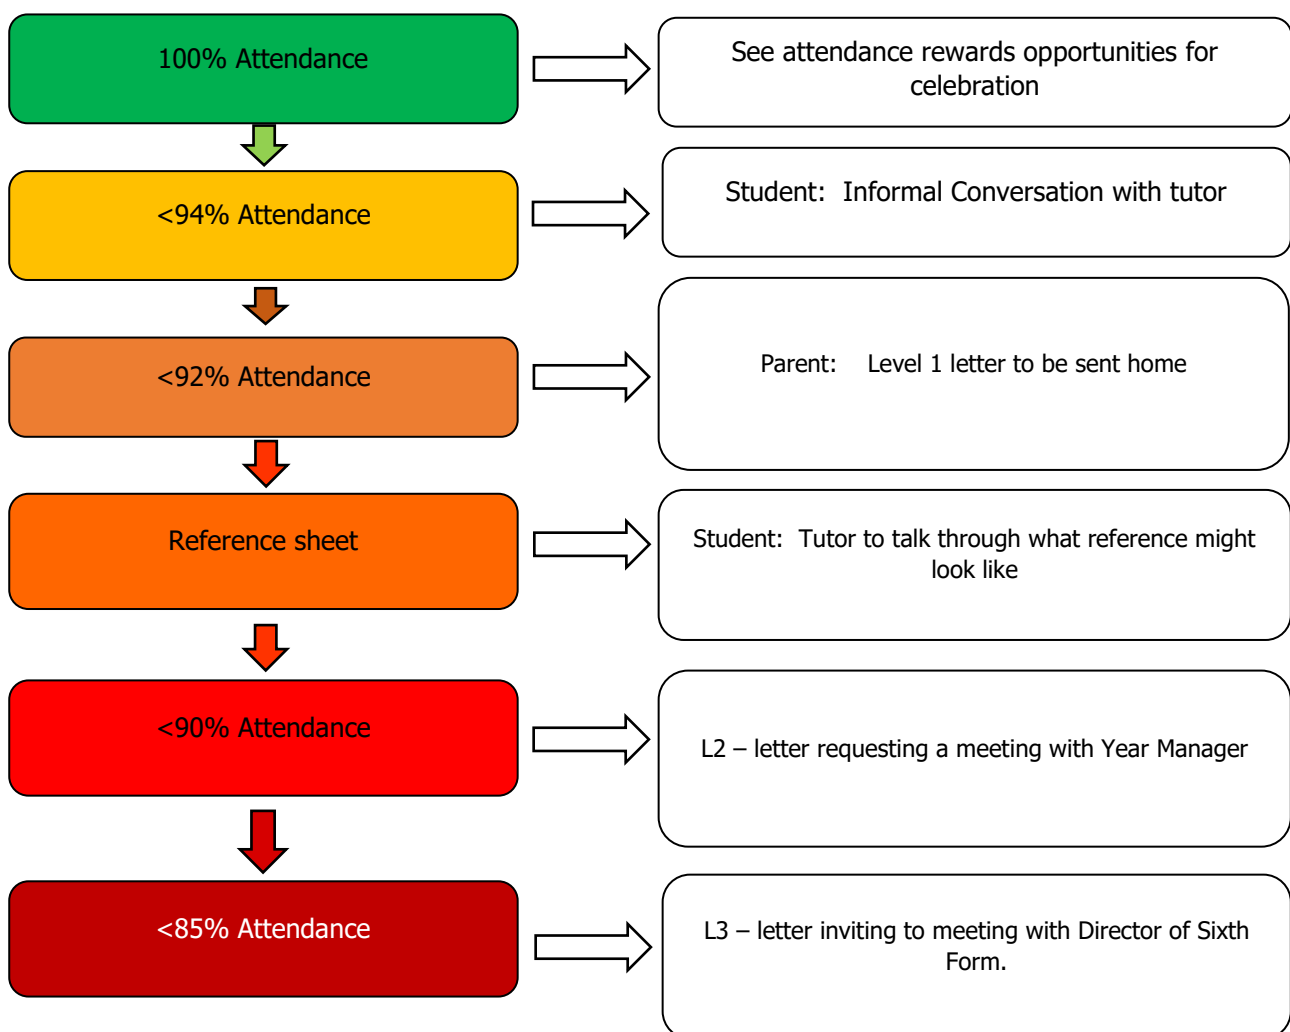 100% Attendance
See attendance rewards opportunities for
celebration
<94% Attendance
Student:  Informal Conversation with tutor
<92% Attendance
Parent:    Level 1 letter to be sent home
Reference sheet
Student:  Tutor to talk through what reference might
look like
<90% Attendance
L2 – letter requesting a meeting with Year Manager
<85% Attendance
L3 – letter inviting to meeting with Director of Sixth
Form.